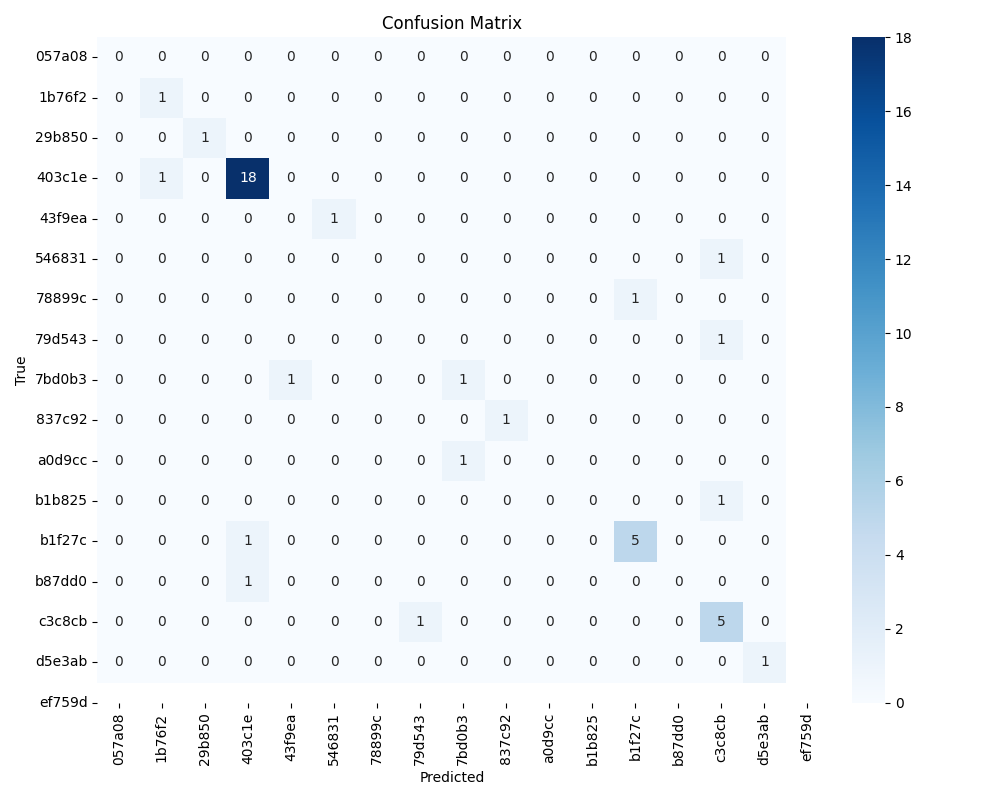 Confusion Matrix
057a08 0 0 0 0 0 0 0 0 0 0 0 0 0 0 0 0
1b76f2 0 1 0 0 0 0 0 0 0 0 0 0 0 0 0 0
29b850 0 0 1 0 0 0 0 0 0 0 0 0 0 0 0 0
403c1e 0 1 0 18 0 0 0 0 0 0 0 0 0 0 0 0
43f9ea 0 0 0 0 0 1 0 0 0 0 0 0 0 0 0 0
546831 0 0 0 0 0 0 0 0 0 0 0 0 0 0 1 0
78899c 0 0 0 0 0 0 0 0 0 0 0 0 1 0 0 0
79d543 0 0 0 0 0 0 0 0 0 0 0 0 0 0 1 0
7bd0b3 0 0 0 0 1 0 0 0 1 0 0 0 0 0 0 0
837c92 0 0 0 0 0 0 0 0 0 1 0 0 0 0 0 0
a0d9cc 0 0 0 0 0 0 0 0 1 0 0 0 0 0 0 0
b1b825 0 0 0 0 0 0 0 0 0 0 0 0 0 0 1 0
b1f27c 0 0 0 1 0 0 0 0 0 0 0 0 5 0 0 0
b87dd0 0 0 0 1 0 0 0 0 0 0 0 0 0 0 0 0
c3c8cb 0 0 0 0 0 0 0 1 0 0 0 0 0 0 5 0
d5e3ab 0 0 0 0 0 0 0 0 0 0 0 0 0 0 0 1
ef759d
True
057a08 1b76f2 29b850 403c1e 43f9ea 546831 78899c 79d543 7bd0b3 837c92 a0d9cc b1b825 b1f27c b87dd0 c3c8cb d5e3ab ef759d
Predicted
18
16
14
12
10
8
6
4
2
0